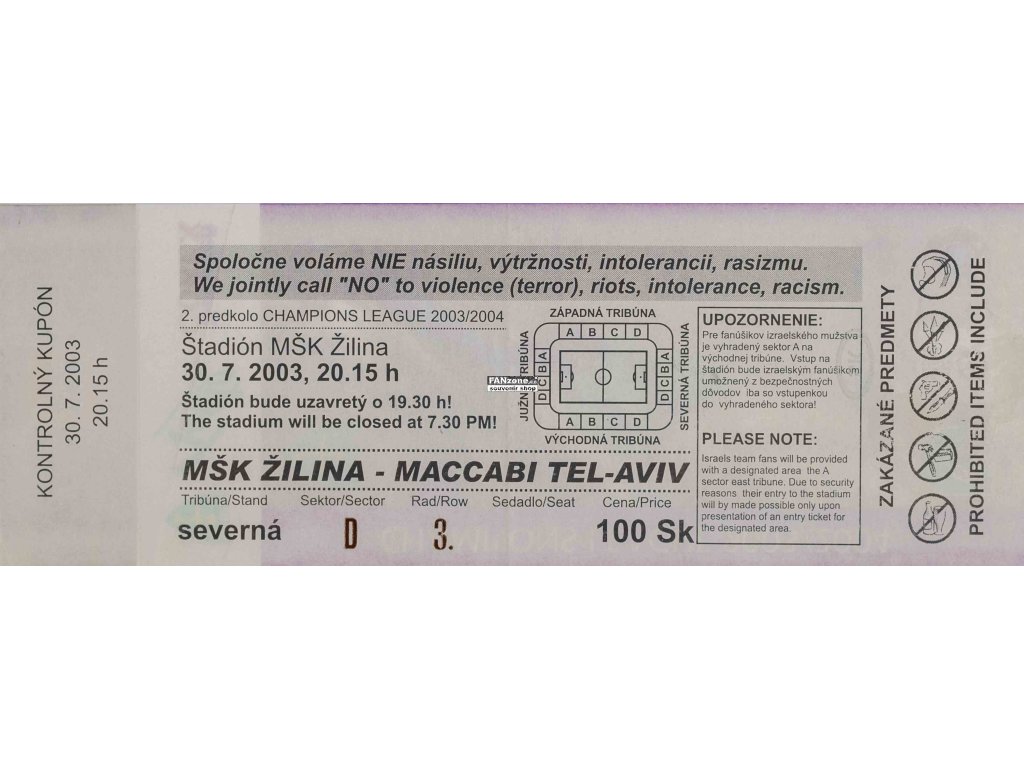 KONTROLNÝ KUPÓN
30. 7. 2003
20.15 h
Spoločne voláme NIE násiliu, výtržnosti, intolerancii, rasizmu.
We jointly call "NO" to violence (terror), riots, intolerance, racism.
2. predkolo CHAMPIONS LEAGUE 2003/2004
Štadión MŠK Žilina
30. 7. 2003, 20.15 h
Štadión bude uzavretý o 19.30 h!
The stadium will be closed at 7.30 PM!
ZÁPADNÁ TRIBÚNA
A B C D
JUŽNÁ TRIBÚNA
D C B A
D C B A
SEVERNÁ TRIBÚNA
A B C D
VÝCHODNÁ TRIBÚNA
FANzone.cz
souvenir shop
MŠK ŽILINA - MACCABI TEL-AVIV
Tribúna/Stand Sektor/Sector Rad/Row Sedadlo/Seat Cena/Price
severná D 3. 100 Sk
UPOZORNENIE:
Pre fanúšikov izraelského mužstva
je vyhradený sektor A na
východnej tribúne. Vstup na
štadión bude izraelským fanúšikom
umožnený z bezpečnostných
dôvodov iba so vstupenkou
do vyhradeného sektora!
PLEASE NOTE:
Israels team fans will be provided
with a designated area the A
sector east tribune. Due to security
reasons their entry to the stadium
will by made possible only upon
presentation of an entry ticket for
the designated area.
ZAKÁZANÉ PREDMETY
PROHIBITED ITEMS INCLUDE